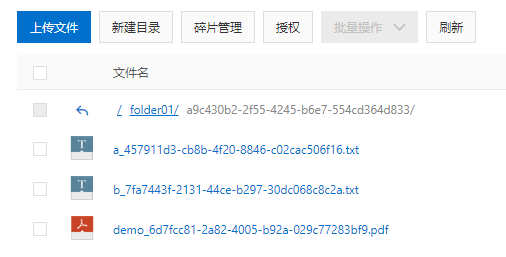 上传文件 新建目录 碎片管理 授权 批量操作 刷新
文件名
/ folder01/ a9c430b2-2f55-4245-b6e7-554cd364d833/
a_457911d3-cb8b-4f20-8846-c02cac506f16.txt
b_7fa7443f-2131-44ce-b297-30dc068c8c2a.txt
demo_6d7fcc81-2a82-4005-b92a-029c77283bf9.pdf